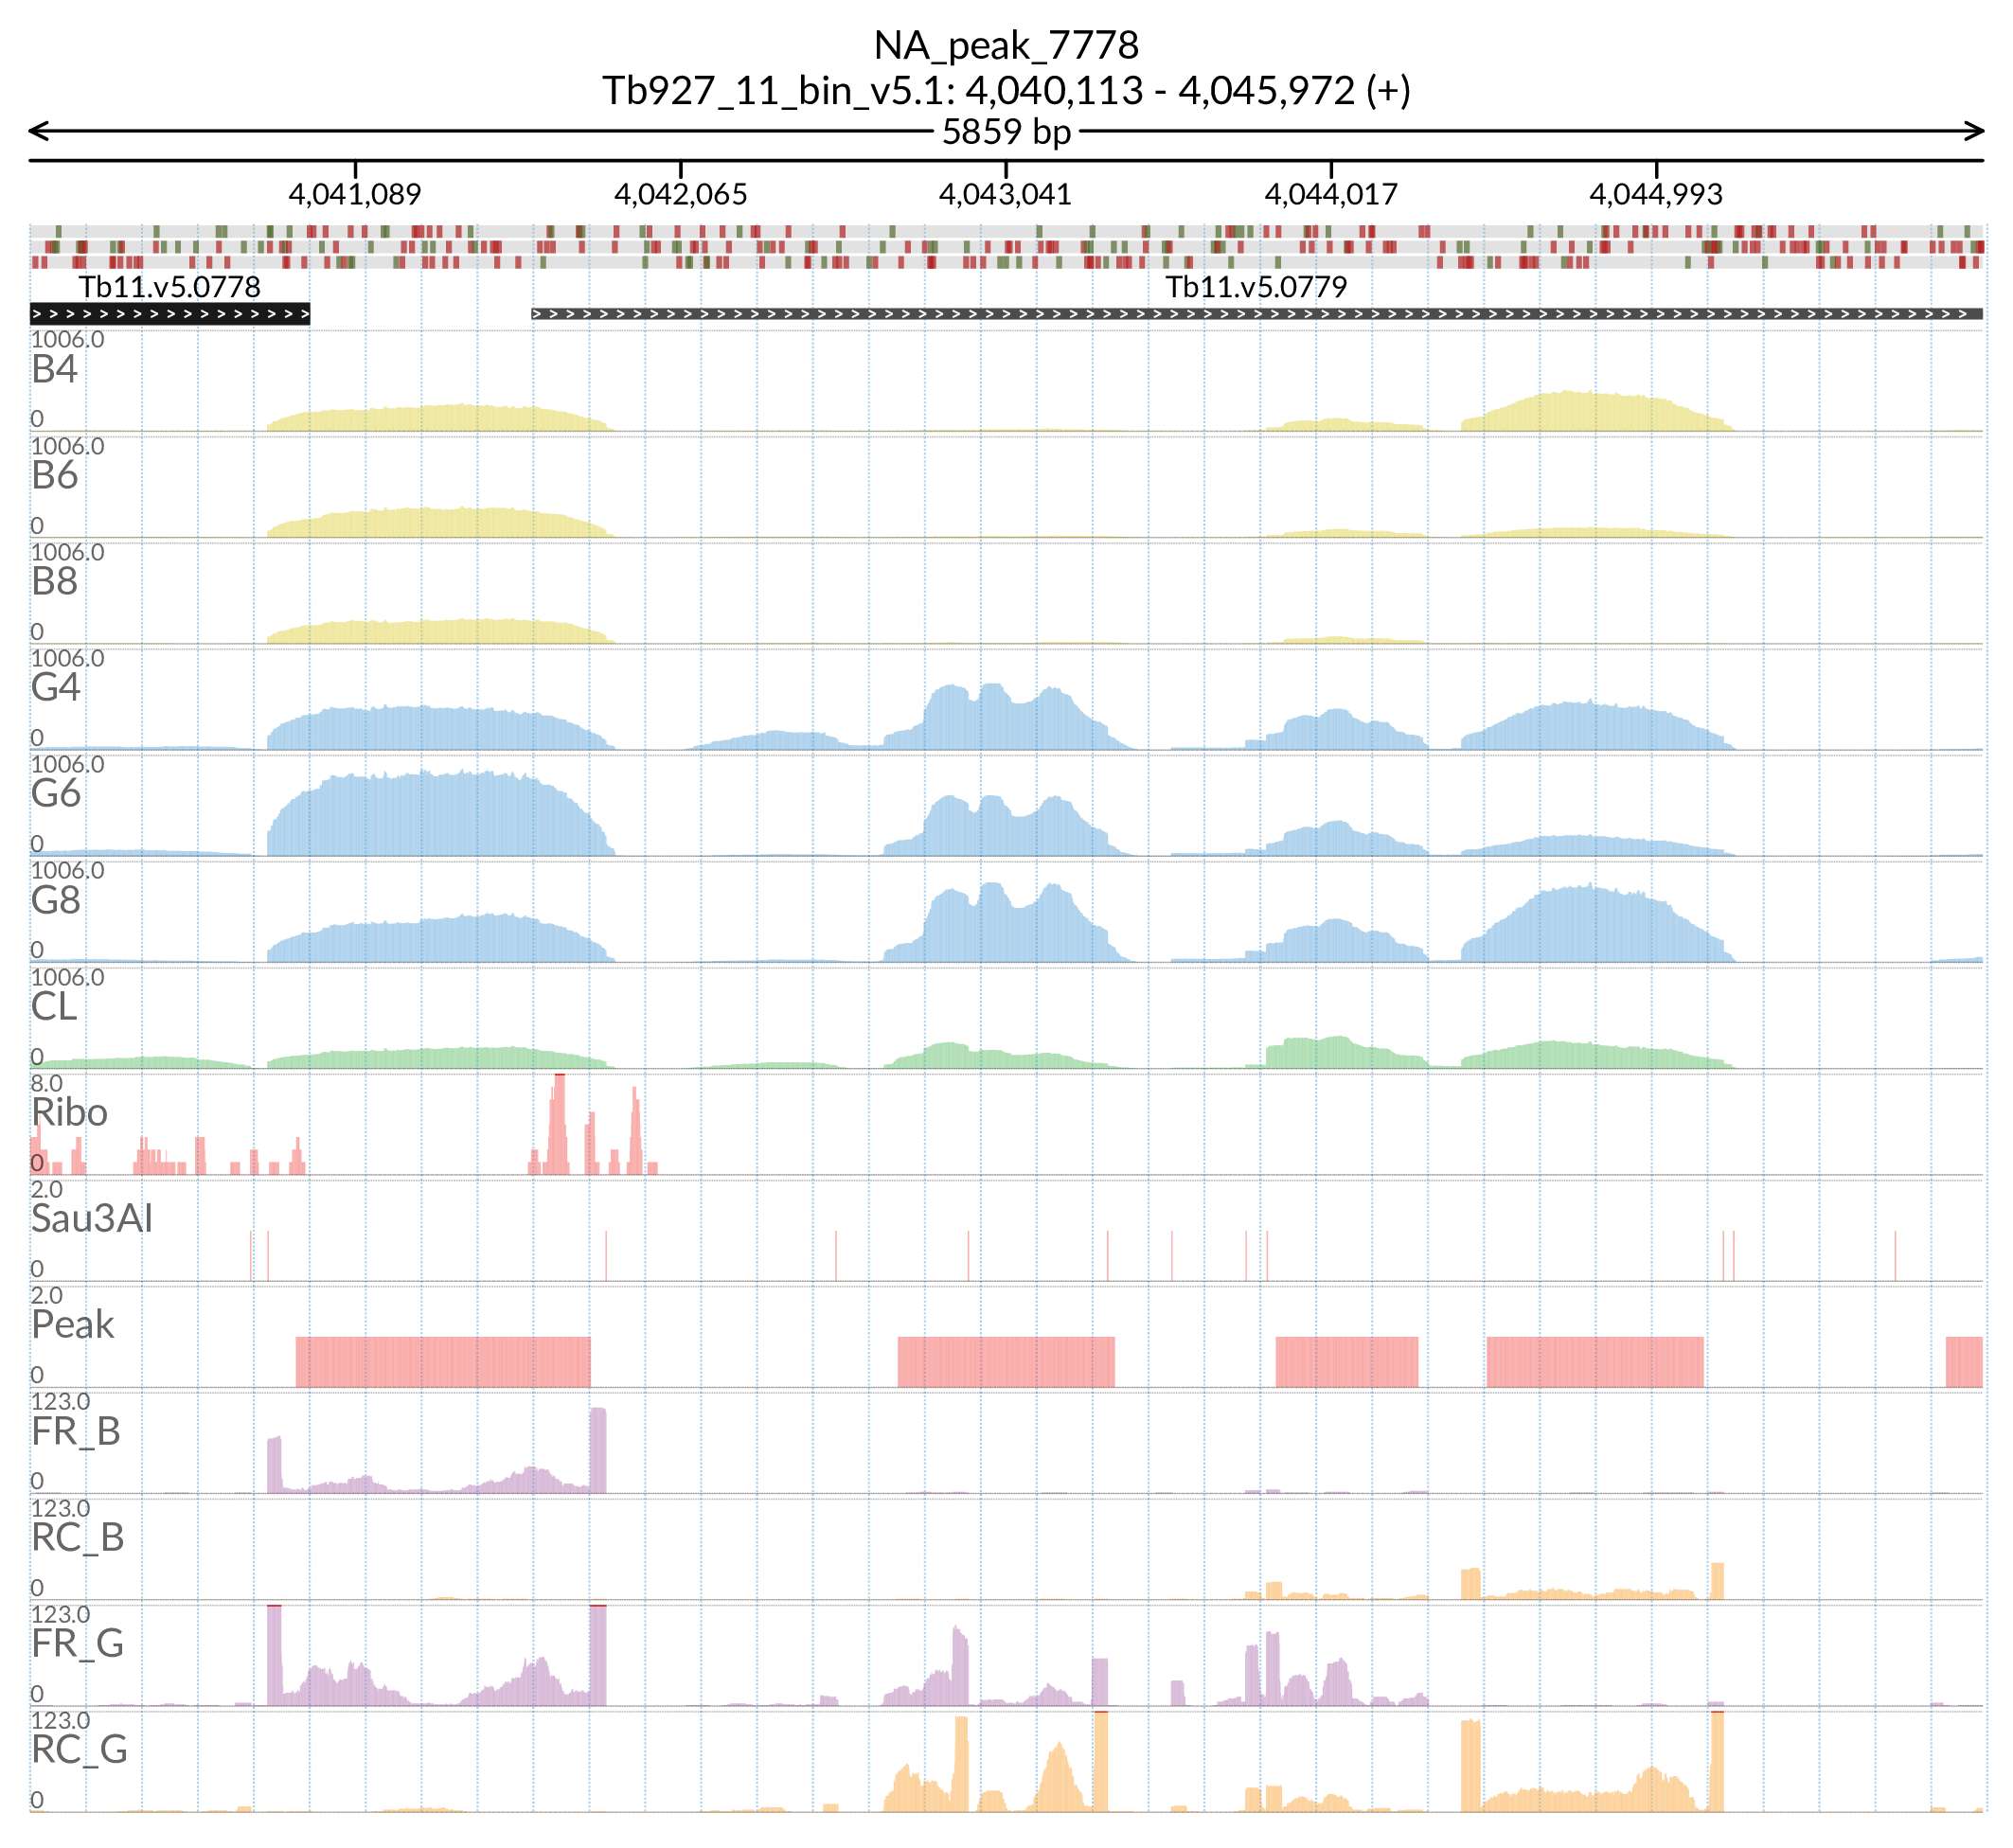 NA_peak_7778
Tb927_11_bin_v5.1: 4,040,113 - 4,045,972 (+)
5859 bp
4,041,089 4,042,065 4,043,041 4,044,017 4,044,993
Tb11.v5.0778 Tb11.v5.0779
1006.0
B4
0
1006.0
B6
0
1006.0
B8
0
1006.0
G4
0
1006.0
G6
0
1006.0
G8
0
1006.0
CL
0
8.0
Ribo
0
2.0
Sau3AI
0
2.0
Peak
0
123.0
FR_B
0
123.0
RC_B
0
123.0
FR_G
0
123.0
RC_G
0